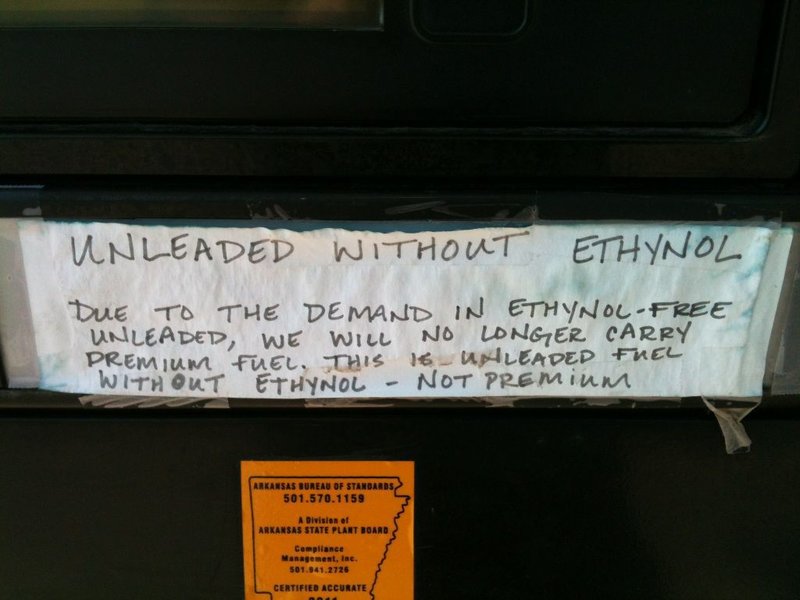 UNLEADED WITHOUT ETHYNOL
DUE TO THE DEMAND IN ETHYNOL-FREE
UNLEADED, WE WILL NO LONGER CARRY
PREMIUM FUEL. THIS IS UNLEADED FUEL
WITHOUT ETHYNOL - NOT PREMIUM
ARKANSAS BUREAU OF STANDARDS
501.570.1159
A Division of
ARKANSAS STATE PLANT BOARD
Compliance
Management, Inc.
501.941.2726
CERTIFIED ACCURATE